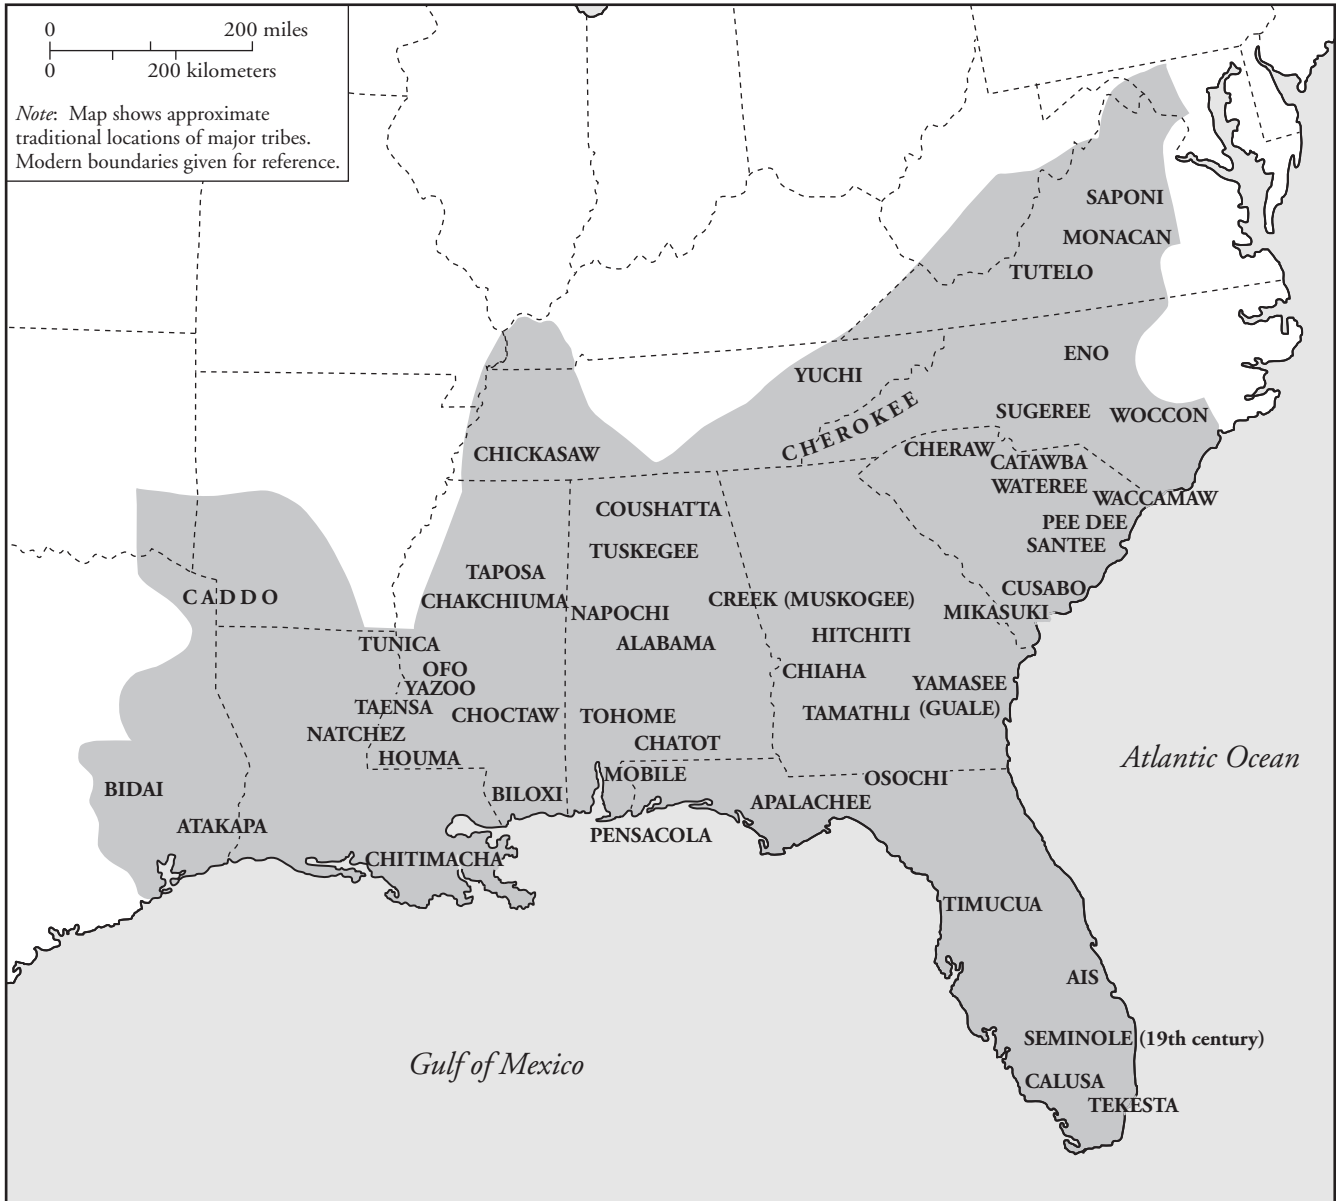 0 200 miles
0 200 kilometers
Note: Map shows approximate
traditional locations of major tribes.
Modern boundaries given for reference.
SAPONI
MONACAN
TUTELO
ENO
YUCHI
CHEROKEE
SUGEREE
WOCCON
CHERAW
CHICKASAW
CATAWBA
WATEREE
WACCAMAW
COUSHATTA
PEE DEE
SANTEE
TUSKEGEE
TAPOSA
CUSABO
CADDO
CHAKCHIUMA
NAPOCHI
CREEK (MUSKOGEE)
MIKASUKI
HITCHITI
TUNICA
ALABAMA
OFO
CHIAHA
YAZOO
YAMASEE
(GUALE)
TAENSA
CHOCTAW
TOHOME
TAMATHLI
NATCHEZ
CHATOT
HOUMA
Atlantic Ocean
MOBILE
OSOCHI
BIDAI
BILOXI
APALACHEE
ATAKAPA
PENSACOLA
CHITIMACHA
TIMUCUA
AIS
SEMINOLE (19th century)
Gulf of Mexico
CALUSA
TEKESTA